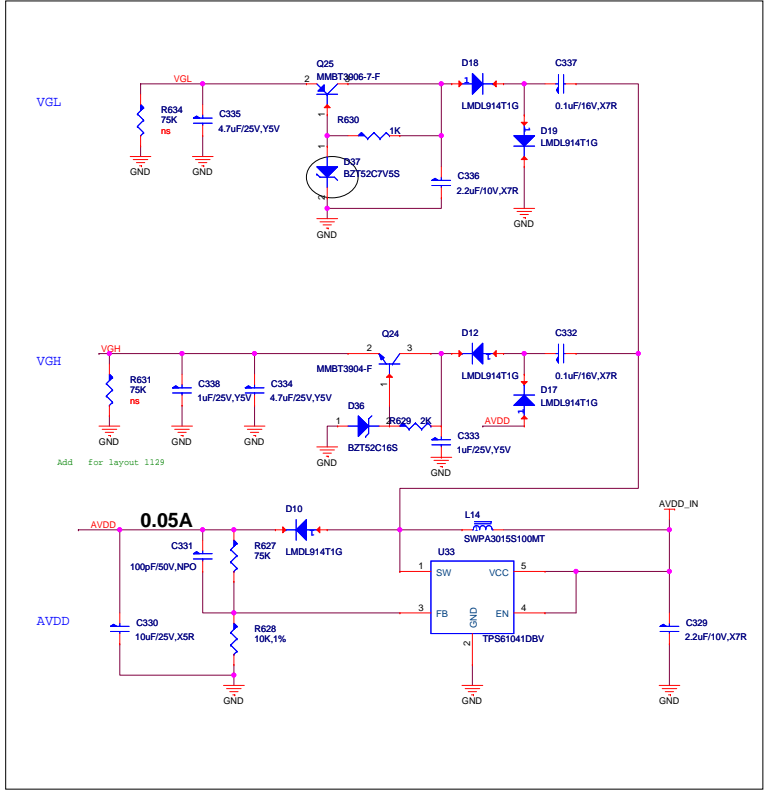 VGL
VGL
R634
75K
ns
GND
C335
4.7uF/25V,Y5V
GND
Q25
MMBT3906-7-F
2
3
1
R630
1K
1
D37
BZT52C7V5S
2
GND
C336
2.2uF/10V,X7R
D18
LMDL914T1G
1
C337
0.1uF/16V,X7R
1
D19
LMDL914T1G
GND
VGH
VGH
R631
75K
ns
GND
C338
1uF/25V,Y5V
GND
C334
4.7uF/25V,Y5V
GND
Q24
MMBT3904-F
2
3
1
D36
1
2
BZT52C16S
GND
R629
2K
C333
1uF/25V,Y5V
GND
D12
1
LMDL914T1G
C332
0.1uF/16V,X7R
D17
LMDL914T1G
1
AVDD
Add for layout 1129
AVDD
AVDD
0.05A
C331
100pF/50V,NPO
R627
75K
D10
1
LMDL914T1G
C330
10uF/25V,X5R
R628
10K,1%
GND
L14
SWPA3015S100MT
AVDD_IN
U33
1
SW
VCC
5
3
FB
EN
4
GND
2
TPS61041DBV
GND
C329
2.2uF/10V,X7R
GND